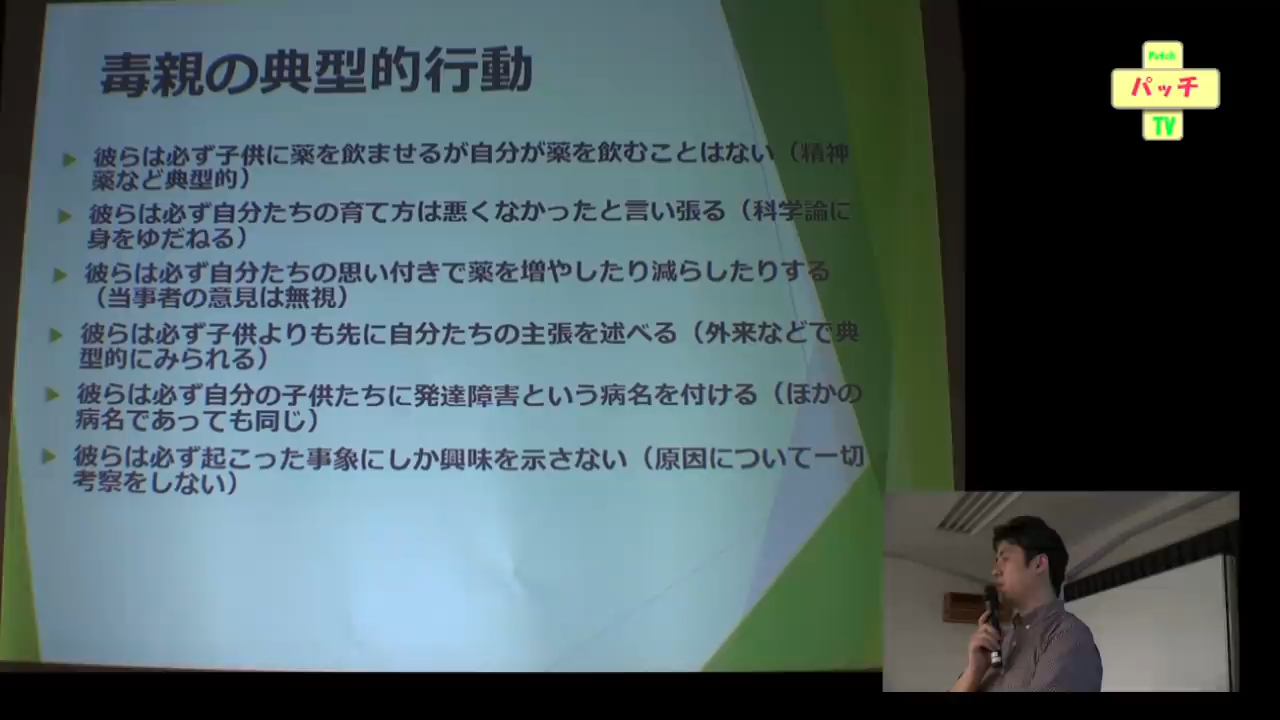 毒親の典型的行動
彼らは必ず子供に薬を飲ませるが自分が薬を飲むことはない（精神
薬など典型的）
彼らは必ず自分たちの育て方は悪くなかったと言い張る（科学論に
身をゆだねる）
彼らは必ず自分たちの思い付きで薬を増やしたり減らしたりする
（当事者の意見は無視）
彼らは必ず子供よりも先に自分たちの主張を述べる（外来などで典
型的にみられる）
彼らは必ず自分の子供たちに発達障害という病名を付ける（ほかの
病名であっても同じ）
彼らは必ず起こった事象にしか興味を示さない（原因について一切
考察をしない）
Patch
パッチ
TV